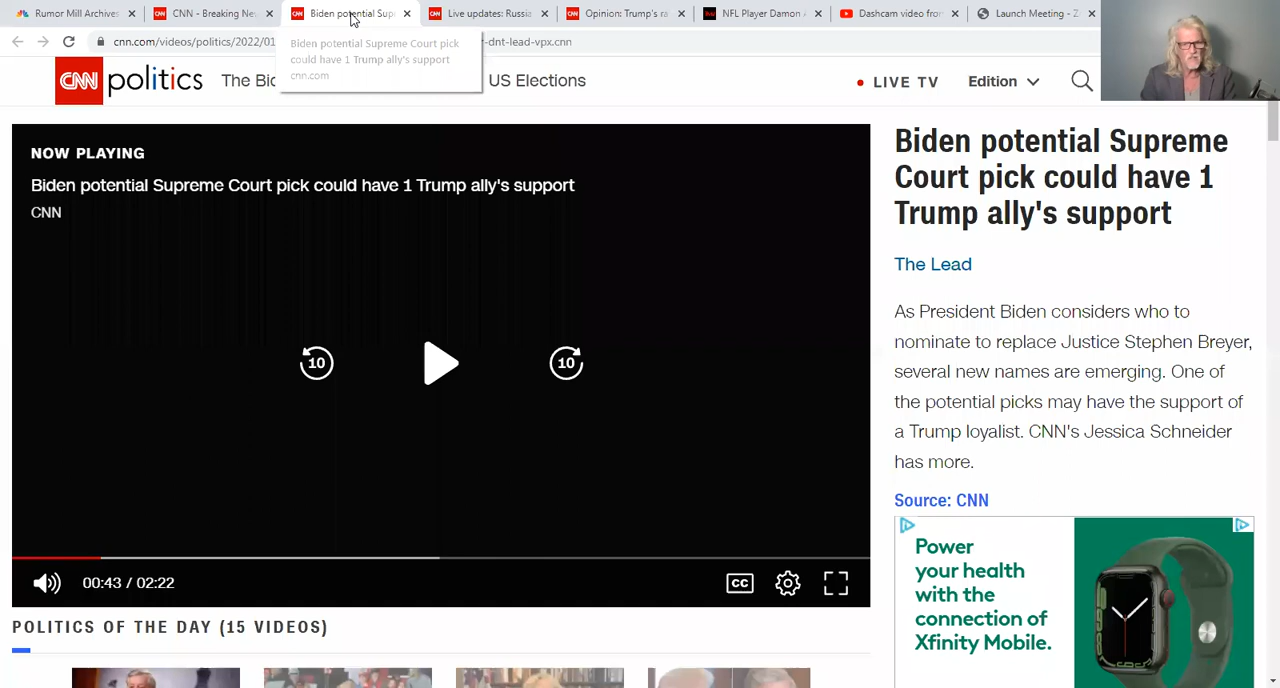 Rumor Mill Archives
CNN - Breaking Ne
Biden potential Sup
Live updates: Russia
Opinion: Trump's ra
NFL Player Damon A
Dashcam video from
Launch Meeting - Z
cnn.com/videos/politics/2022/01
r-dnt-lead-vpx.cnn
Biden potential Supreme Court pick
could have 1 Trump ally's support
cnn.com
CNN politics
The Bi
US Elections
LIVE TV
Edition
NOW PLAYING
Biden potential Supreme Court pick could have 1 Trump ally's support
CNN
10
10
00:43 / 02:22
CC
Biden potential Supreme
Court pick could have 1
Trump ally's support
The Lead
As President Biden considers who to
nominate to replace Justice Stephen Breyer,
several new names are emerging. One of
the potential picks may have the support of
a Trump loyalist. CNN's Jessica Schneider
has more.
Source: CNN
Power
your health
with the
connection of
Xfinity Mobile.
POLITICS OF THE DAY (15 VIDEOS)